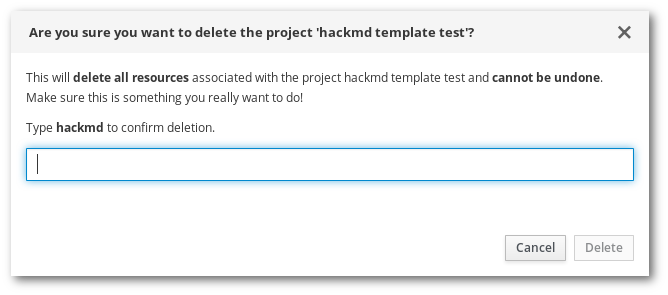 Are you sure you want to delete the project 'hackmd template test'?
This will delete all resources associated with the project hackmd template test and cannot be undone.
Make sure this is something you really want to do!
Type hackmd to confirm deletion.
Cancel Delete